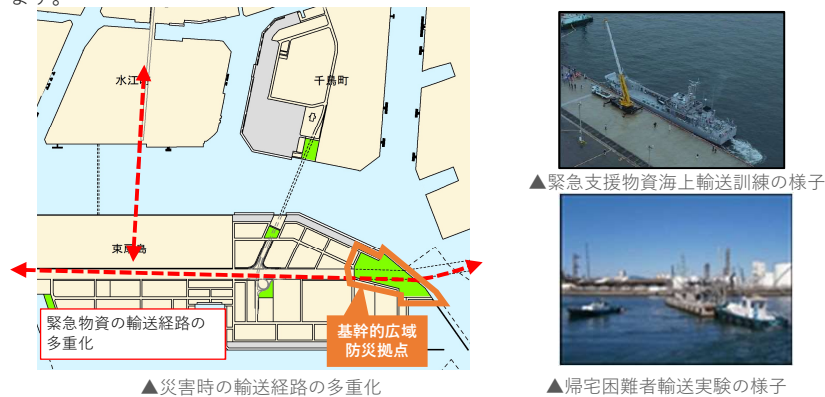 ます。
水江町
千鳥町
東扇島
緊急物資の輸送経路の
多重化
基幹的広域
防災拠点
▲災害時の輸送経路の多重化
▲緊急支援物資海上輸送訓練の様子
▲帰宅困難者輸送実験の様子